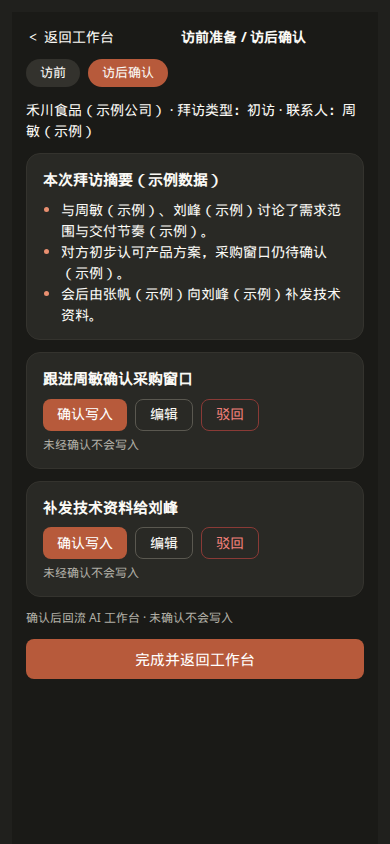 < 返回工作台
访前准备 / 访后确认
访前
访后确认
禾川食品（示例公司）· 拜访类型：初访 · 联系人：周
敏（示例）
本次拜访摘要（示例数据）
• 与周敏（示例）、刘峰（示例）讨论了需求范
围与交付节奏（示例）。
• 对方初步认可产品方案，采购窗口仍待确认
（示例）。
• 会后由张帆（示例）向刘峰（示例）补发技术
资料。
跟进周敏确认采购窗口
确认写入
编辑
驳回
未经确认不会写入
补发技术资料给刘峰
确认写入
编辑
驳回
未经确认不会写入
确认后回流 AI 工作台 · 未确认不会写入
完成并返回工作台